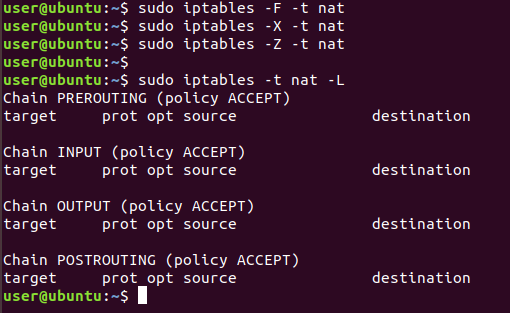 user@ubuntu:~$ sudo iptables -F -t nat
user@ubuntu:~$ sudo iptables -X -t nat
user@ubuntu:~$ sudo iptables -Z -t nat
user@ubuntu:~$
user@ubuntu:~$ sudo iptables -t nat -L
Chain PREROUTING (policy ACCEPT)
target     prot opt source               destination

Chain INPUT (policy ACCEPT)
target     prot opt source               destination

Chain OUTPUT (policy ACCEPT)
target     prot opt source               destination

Chain POSTROUTING (policy ACCEPT)
target     prot opt source               destination
user@ubuntu:~$